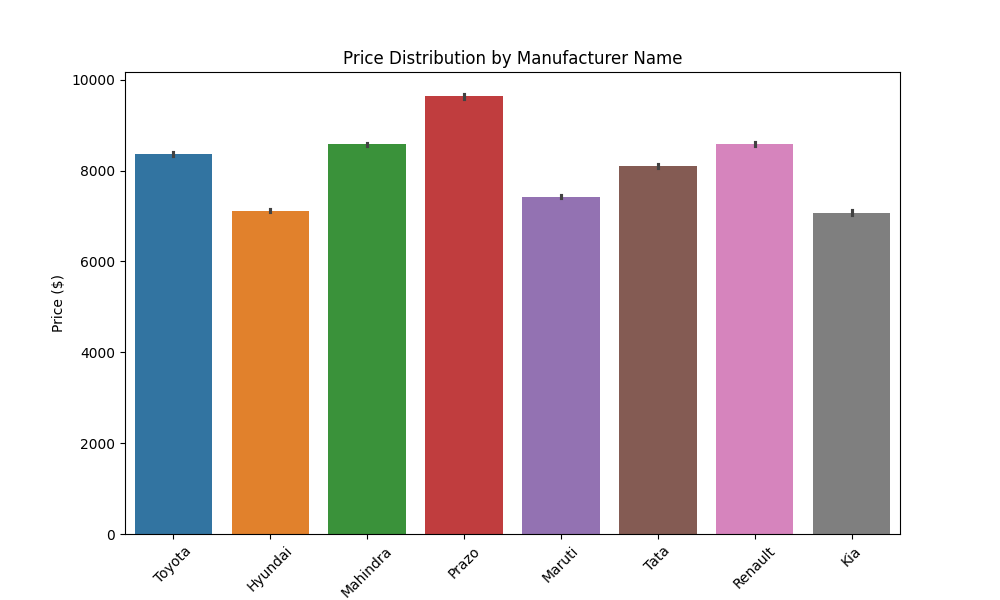 Price Distribution by Manufacturer Name
Price ($)
10000
8000
6000
4000
2000
0
Toyota
Hyundai
Mahindra
Prazo
Maruti
Tata
Renault
Kia